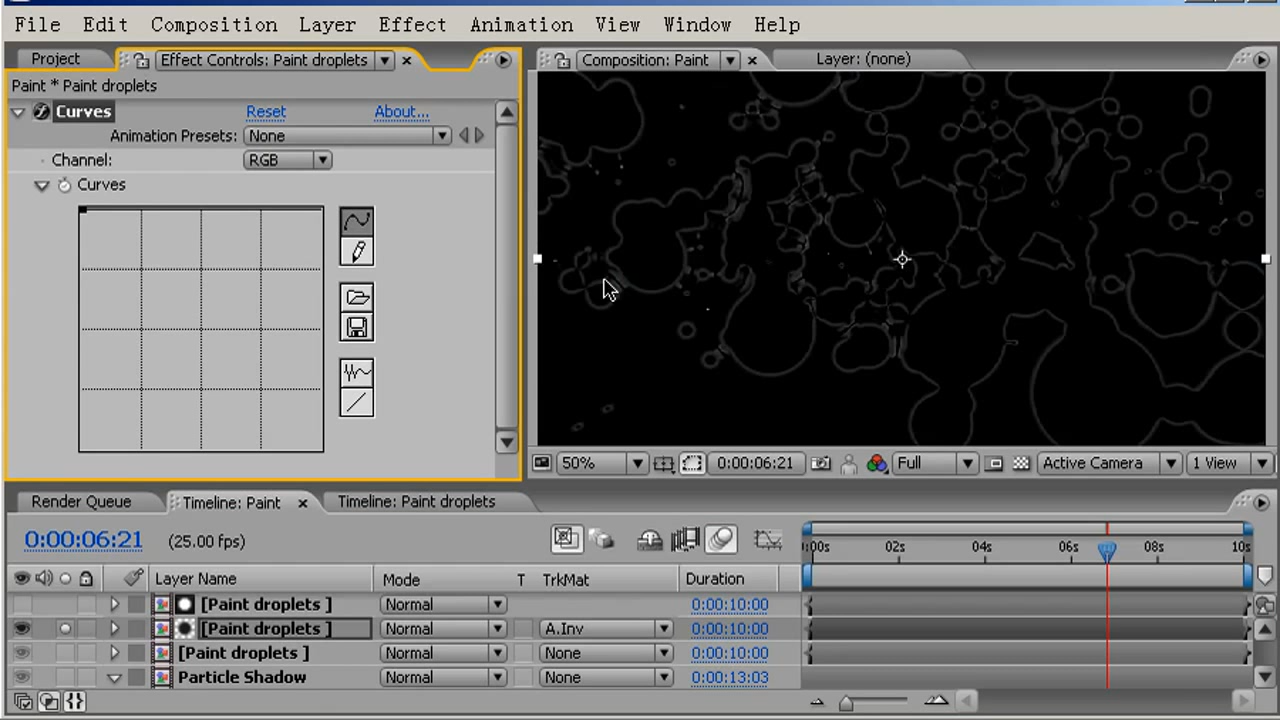 File Edit Composition Layer Effect Animation View Window Help
Project Effect Controls: Paint droplets Composition: Paint Layer: (none)
Paint * Paint droplets
Curves Reset About...
Animation Presets: None
Channel: RGB
Curves
50% 0:00:06:21 Full Active Camera 1 View
Render Queue Timeline: Paint Timeline: Paint droplets
0:00:06:21 (25.00 fps)
:00s 02s 04s 06s 08s 10s
Layer Name Mode T TrkMat Duration
[Paint droplets ] Normal 0:00:10:00
[Paint droplets ] Normal A.Inv 0:00:10:00
[Paint droplets ] Normal None 0:00:10:00
Particle Shadow Normal None 0:00:13:03